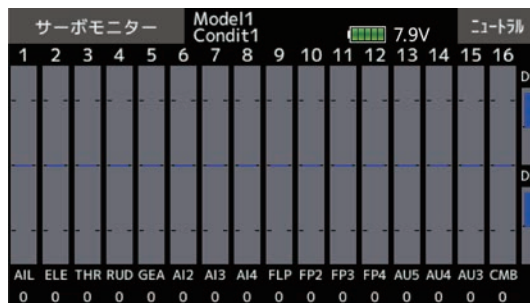 サーボモニター Model1 ニュートラル
Condit1 7.9V
1 2 3 4 5 6 7 8 9 10 11 12 13 14 15 16
D
D
AIL ELE THR RUD GEA AI2 AI3 AI4 FLP FP2 FP3 FP4 AU5 AU4 AU3 CMB
0 0 0 0 0 0 0 0 0 0 0 0 0 0 0 0